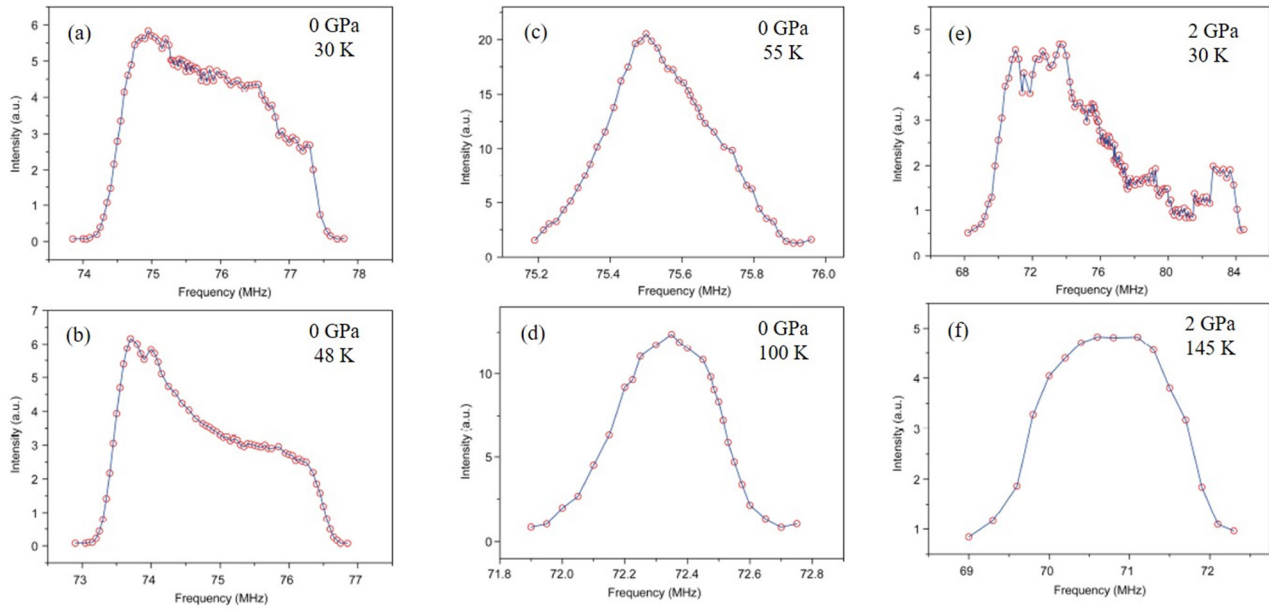 (a)
0 GPa
30 K
Intensity (a.u.)
6
5
4
3
2
1
0
74 75 76 77 78
Frequency (MHz)
(c)
0 GPa
55 K
Intensity (a.u.)
20
15
10
5
0
75.2 75.4 75.6 75.8 76.0
Frequency (MHz)
(e)
2 GPa
30 K
Intensity (a.u.)
5
4
3
2
1
0
68 70 72 74 76 78 80 82 84
Frequency (MHz)
(b)
0 GPa
48 K
Intensity (a.u.)
7
6
5
4
3
2
1
0
73 74 75 76 77
Frequency (MHz)
(d)
0 GPa
100 K
Intensity (a.u.)
10
5
0
71.8 72.0 72.2 72.4 72.6 72.8
Frequency (MHz)
(f)
2 GPa
145 K
Intensity (a.u.)
5
4
3
2
1
69 70 71 72
Frequency (MHz)